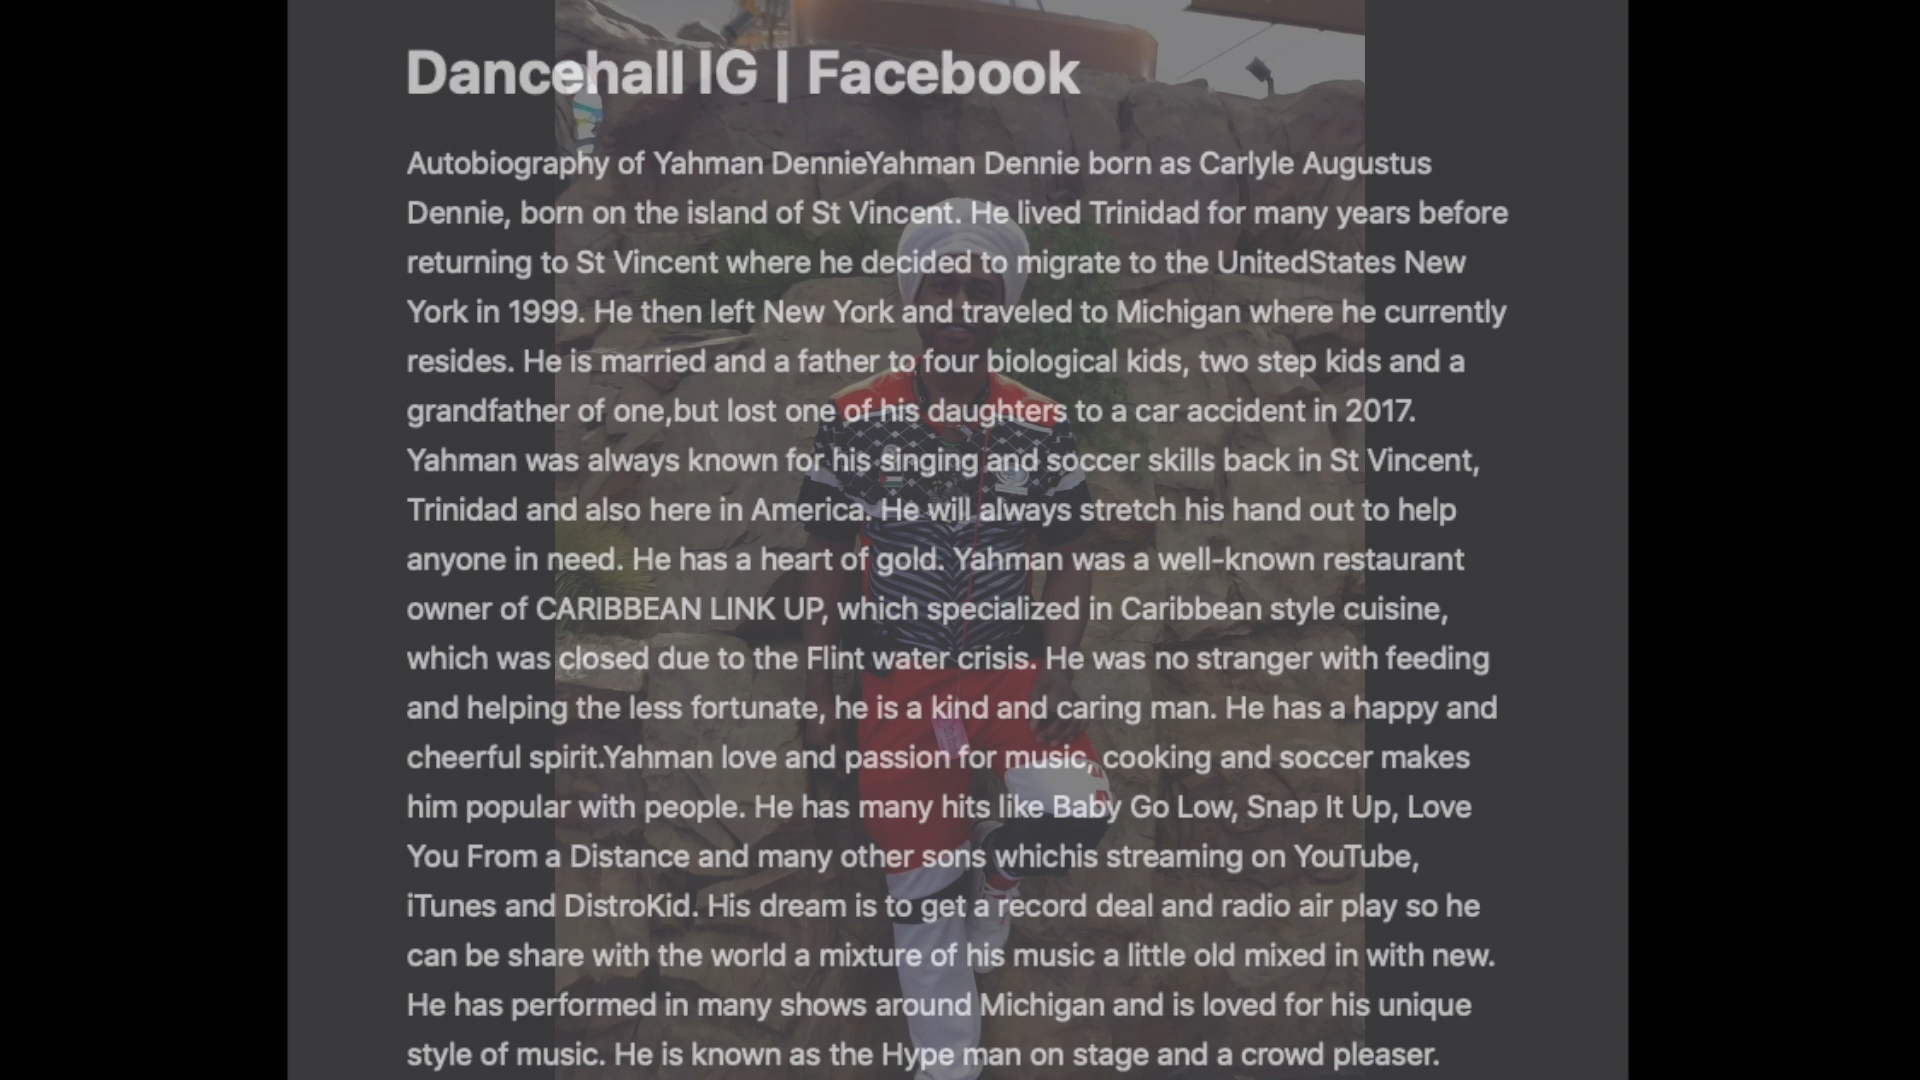 Dancehall IG | Facebook
Autobiography of Yahman DennieYahman Dennie born as Carlyle Augustus
Dennie, born on the island of St Vincent. He lived Trinidad for many years before
returning to St Vincent where he decided to migrate to the UnitedStates New
York in 1999. He then left New York and traveled to Michigan where he currently
resides. He is married and a father to four biological kids, two step kids and a
grandfather of one,but lost one of his daughters to a car accident in 2017.
Yahman was always known for his singing and soccer skills back in St Vincent,
Trinidad and also here in America. He will always stretch his hand out to help
anyone in need. He has a heart of gold. Yahman was a well-known restaurant
owner of CARIBBEAN LINK UP, which specialized in Caribbean style cuisine,
which was closed due to the Flint water crisis. He was no stranger with feeding
and helping the less fortunate, he is a kind and caring man. He has a happy and
cheerful spirit.Yahman love and passion for music, cooking and soccer makes
him popular with people. He has many hits like Baby Go Low, Snap It Up, Love
You From a Distance and many other sons whichis streaming on YouTube,
iTunes and DistroKid. His dream is to get a record deal and radio air play so he
can be share with the world a mixture of his music a little old mixed in with new.
He has performed in many shows around Michigan and is loved for his unique
style of music. He is known as the Hype man on stage and a crowd pleaser.